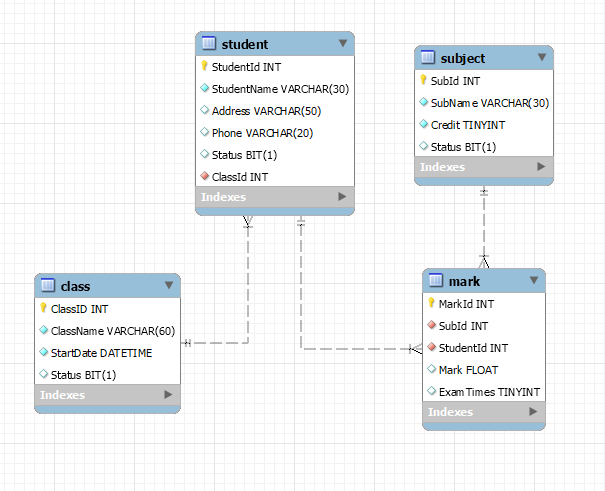 student
StudentId INT
StudentName VARCHAR(30)
Address VARCHAR(50)
Phone VARCHAR(20)
Status BIT(1)
ClassId INT
Indexes
subject
SubId INT
SubName VARCHAR(30)
Credit TINYINT
Status BIT(1)
Indexes
class
ClassID INT
ClassName VARCHAR(60)
StartDate DATETIME
Status BIT(1)
Indexes
mark
MarkId INT
SubId INT
StudentId INT
Mark FLOAT
ExamTimes TINYINT
Indexes